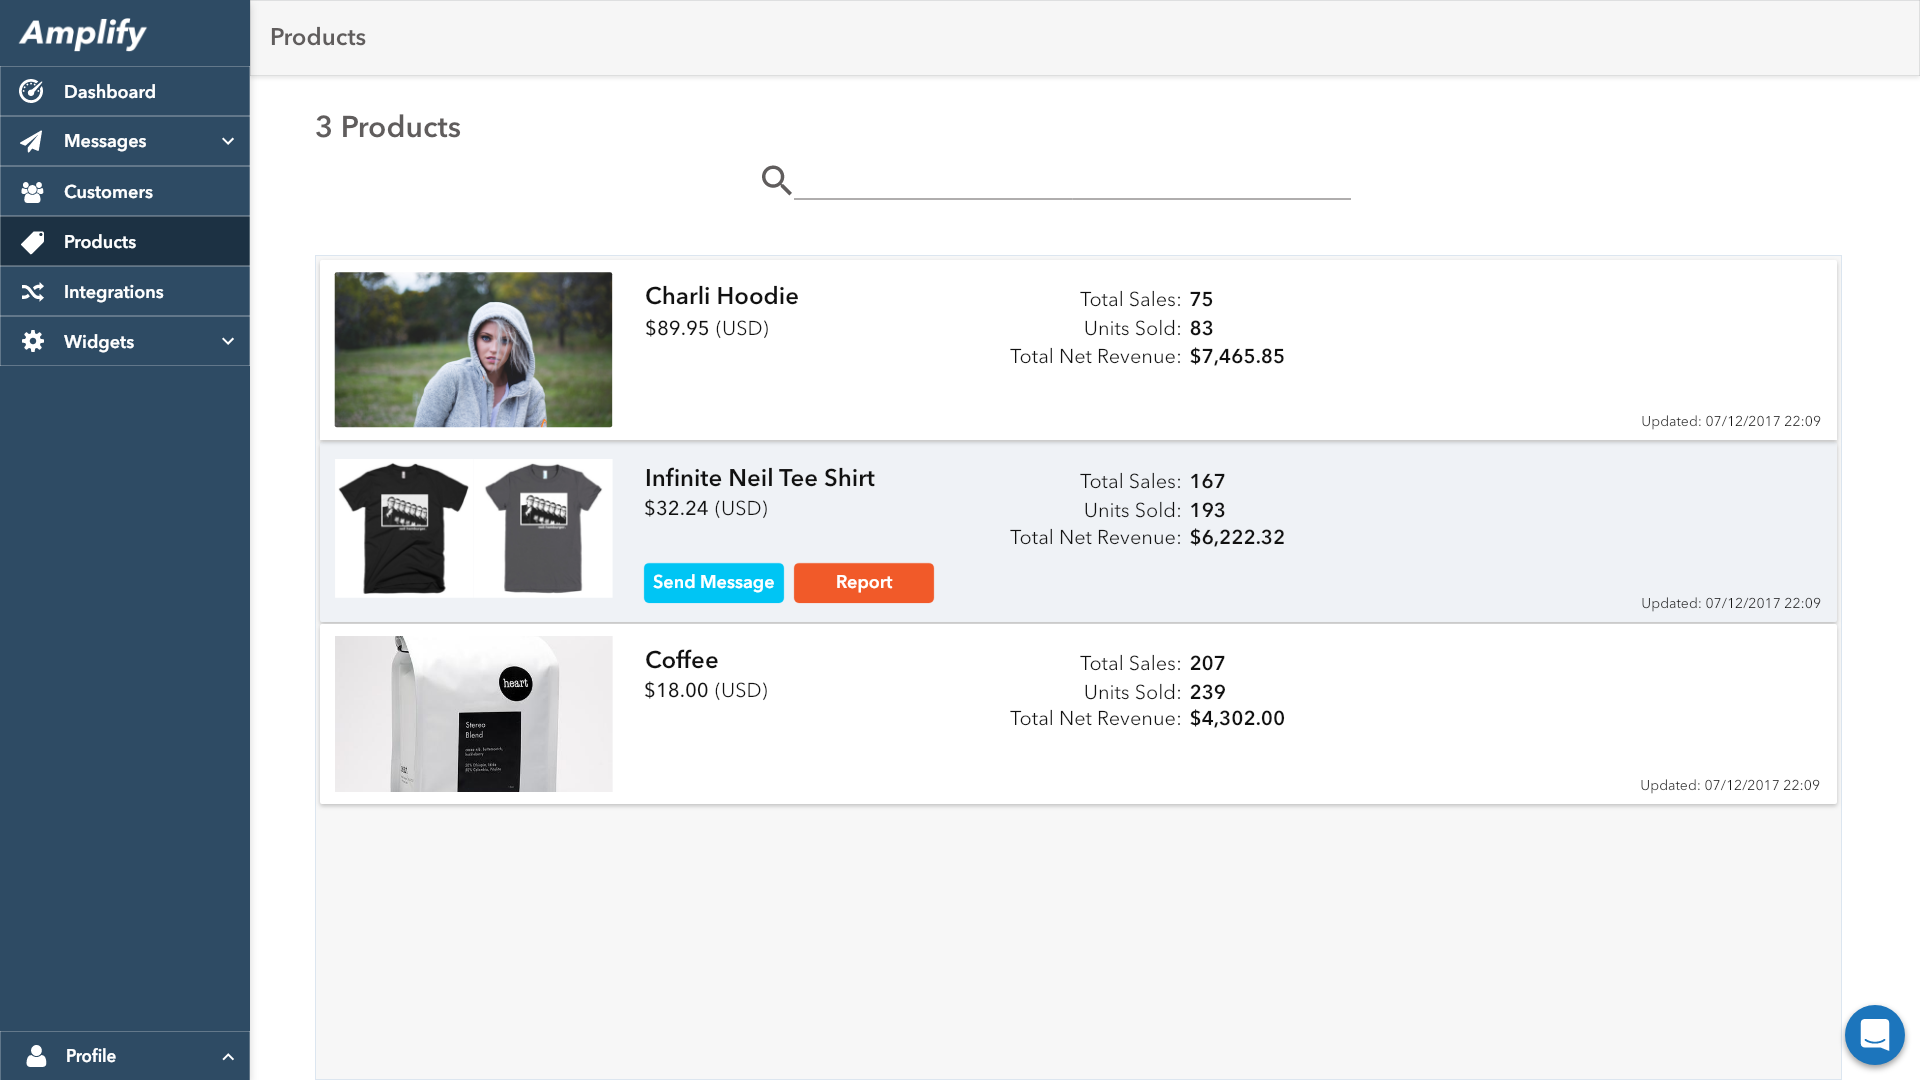 Amplify
Products
Dashboard
Messages
Customers
Products
Integrations
Widgets
Profile
3 Products
Charli Hoodie
$89.95 (USD)
Total Sales: 75
Units Sold: 83
Total Net Revenue: $7,465.85
Updated: 07/12/2017 22:09
Infinite Neil Tee Shirt
$32.24 (USD)
Total Sales: 167
Units Sold: 193
Total Net Revenue: $6,222.32
Send Message
Report
Updated: 07/12/2017 22:09
heart
Stereo
Blend
Coffee
$18.00 (USD)
Total Sales: 207
Units Sold: 239
Total Net Revenue: $4,302.00
Updated: 07/12/2017 22:09